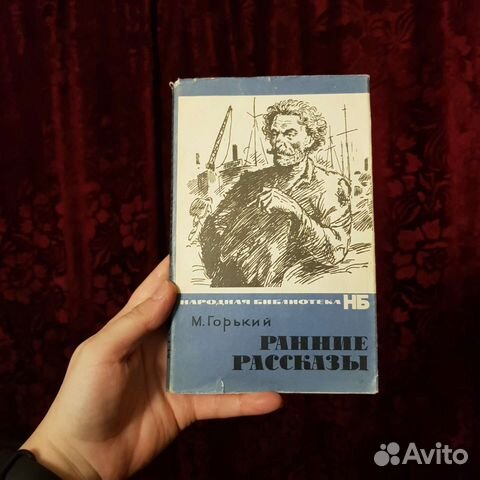 НАРОДНАЯ БИБЛИОТЕКА НБ
М. Горький
РАННИЕ
РАССКАЗЫ
Avito